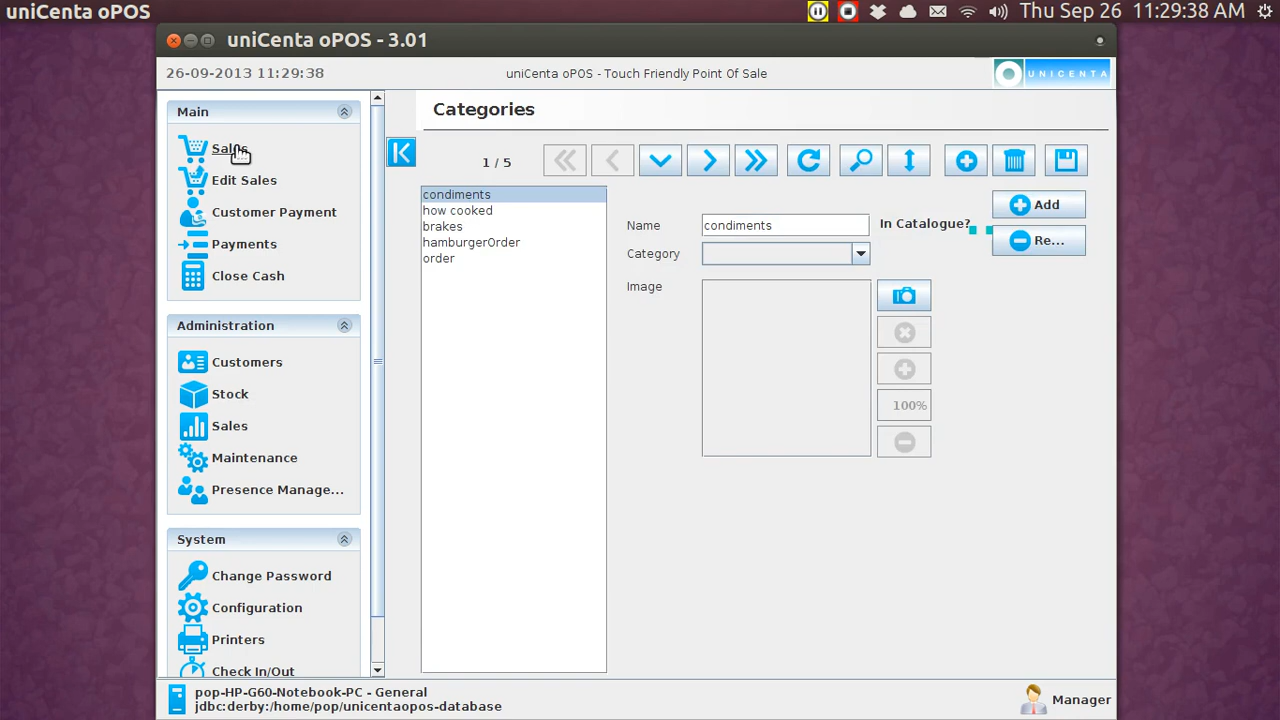 uniCenta oPOS
Thu Sep 26 11:29:38 AM
uniCenta oPOS - 3.01
26-09-2013 11:29:38
uniCenta oPOS - Touch Friendly Point Of Sale
UNICENTA
Main
Sales
Edit Sales
Customer Payment
Payments
Close Cash
Administration
Customers
Stock
Sales
Maintenance
Presence Manage...
System
Change Password
Configuration
Printers
Check In/Out
Categories
1 / 5
condiments
how cooked
brakes
hamburgerOrder
order
Name
condiments
In Catalogue?
Category
Image
100%
Add
Re...
pop-HP-G60-Notebook-PC - General
jdbc:derby:/home/pop/unicentaopos-database
Manager